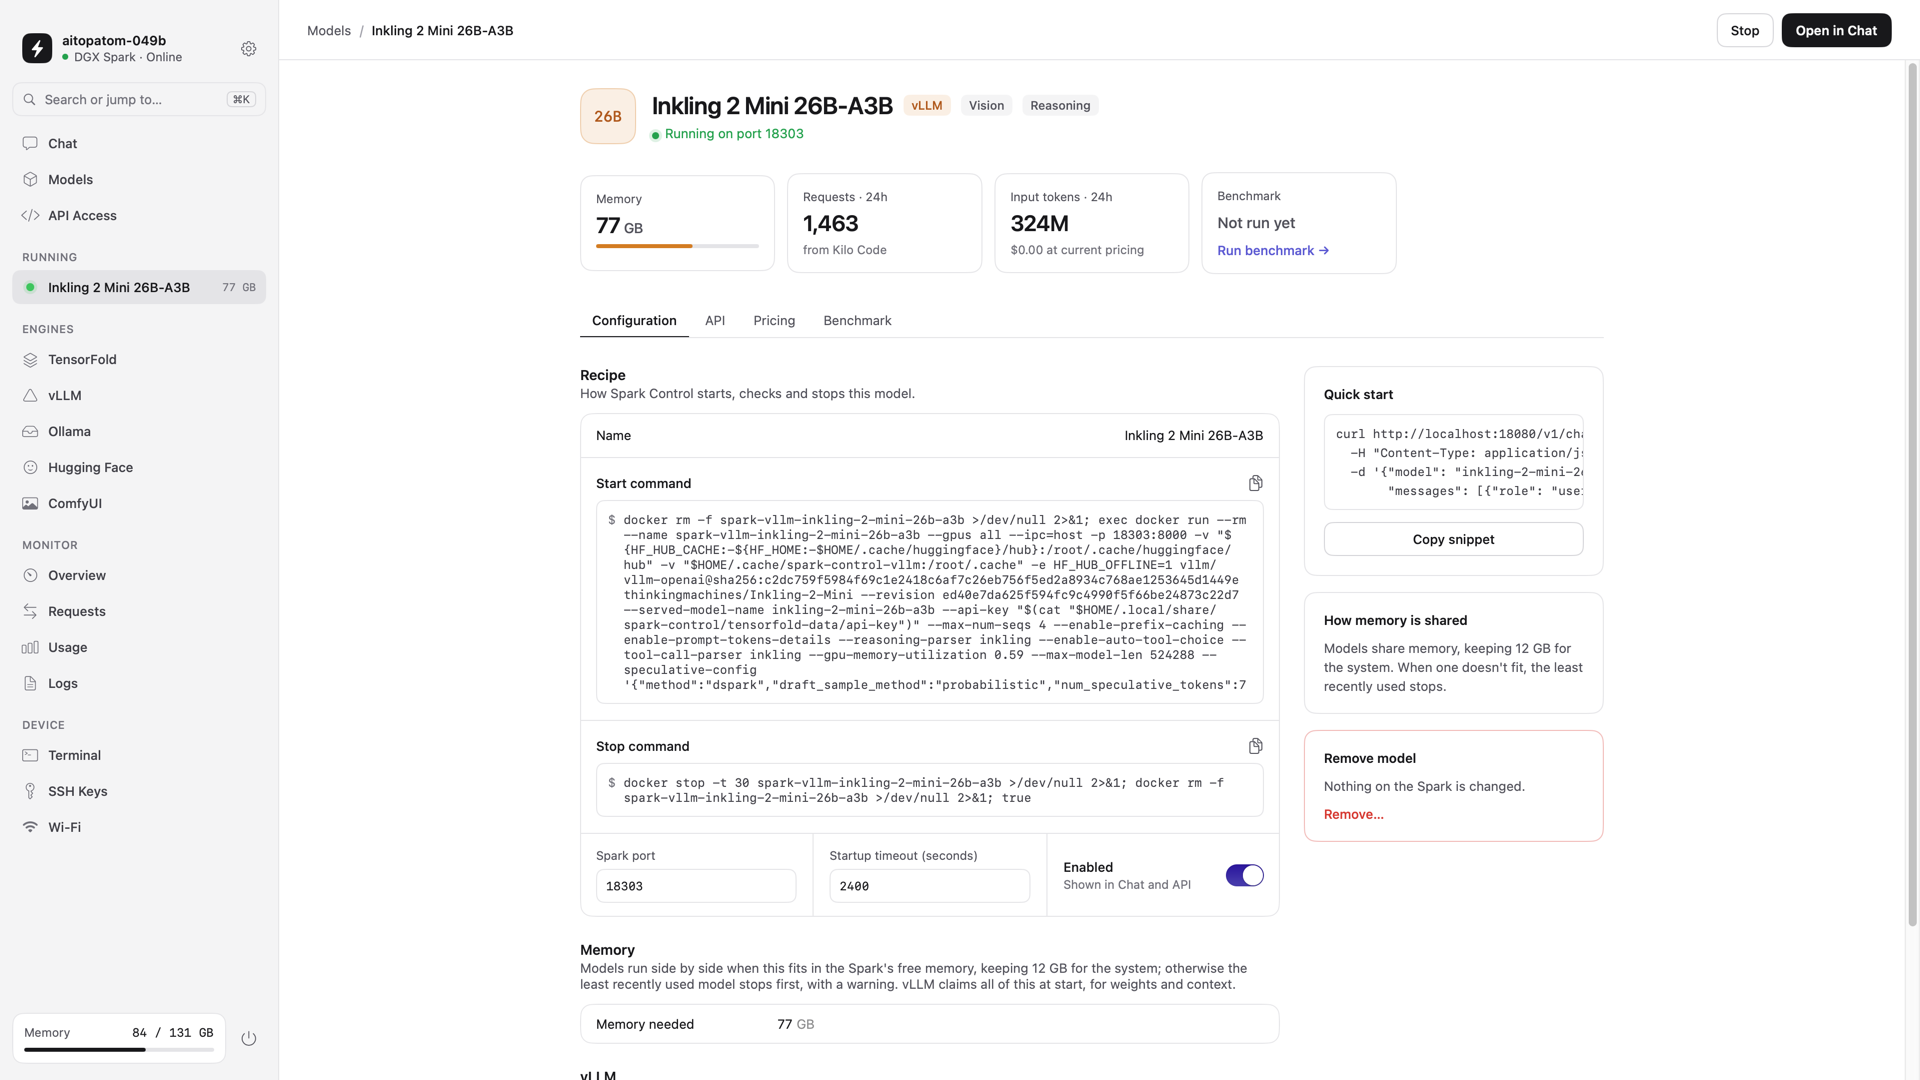 aitopatom-049b
DGX Spark · Online
Search or jump to...
⌘K
Chat
Models
API Access
RUNNING
Inkling 2 Mini 26B-A3B
77 GB
ENGINES
TensorFold
vLLM
Ollama
Hugging Face
ComfyUI
MONITOR
Overview
Requests
Usage
Logs
DEVICE
Terminal
SSH Keys
Wi-Fi
Memory
84 / 131 GB
Models / Inkling 2 Mini 26B-A3B
Stop
Open in Chat
26B
Inkling 2 Mini 26B-A3B
vLLM
Vision
Reasoning
Running on port 18303
Memory
77 GB
Requests · 24h
1,463
from Kilo Code
Input tokens · 24h
324M
$0.00 at current pricing
Benchmark
Not run yet
Run benchmark →
Configuration
API
Pricing
Benchmark
Recipe
How Spark Control starts, checks and stops this model.
Name
Inkling 2 Mini 26B-A3B
Start command
$ docker rm -f spark-vllm-inkling-2-mini-26b-a3b >/dev/null 2>&1; exec docker run --rm
--name spark-vllm-inkling-2-mini-26b-a3b --gpus all --ipc=host -p 18303:8000 -v "$
{HF_HUB_CACHE:-${HF_HOME:-$HOME/.cache/huggingface}/hub}:/root/.cache/huggingface/
hub" -v "$HOME/.cache/spark-control-vllm:/root/.cache" -e HF_HUB_OFFLINE=1 vllm/
vllm-openai@sha256:c2dc759f5984f69c1e2418c6af7c26eb756f5ed2a8934c768ae1253645d1449e
thinkingmachines/Inkling-2-Mini --revision ed40e7da625f594fc9c4990f5f66be24873c22d7
--served-model-name inkling-2-mini-26b-a3b --api-key "$(cat "$HOME/.local/share/
spark-control/tensorfold-data/api-key")" --max-num-seqs 4 --enable-prefix-caching --
enable-prompt-tokens-details --reasoning-parser inkling --enable-auto-tool-choice --
tool-call-parser inkling --gpu-memory-utilization 0.59 --max-model-len 524288 --
speculative-config
'{"method":"dspark","draft_sample_method":"probabilistic","num_speculative_tokens":7
Stop command
$ docker stop -t 30 spark-vllm-inkling-2-mini-26b-a3b >/dev/null 2>&1; docker rm -f
spark-vllm-inkling-2-mini-26b-a3b >/dev/null 2>&1; true
Spark port
18303
Startup timeout (seconds)
2400
Enabled
Shown in Chat and API
Memory
Models run side by side when this fits in the Spark's free memory, keeping 12 GB for the system; otherwise the
least recently used model stops first, with a warning. vLLM claims all of this at start, for weights and context.
Memory needed
77 GB
vLLM
Quick start
curl http://localhost:18080/v1/cha
-H "Content-Type: application/js
-d '{"model": "inkling-2-mini-26
"messages": [{"role": "user
Copy snippet
How memory is shared
Models share memory, keeping 12 GB for
the system. When one doesn't fit, the least
recently used stops.
Remove model
Nothing on the Spark is changed.
Remove...